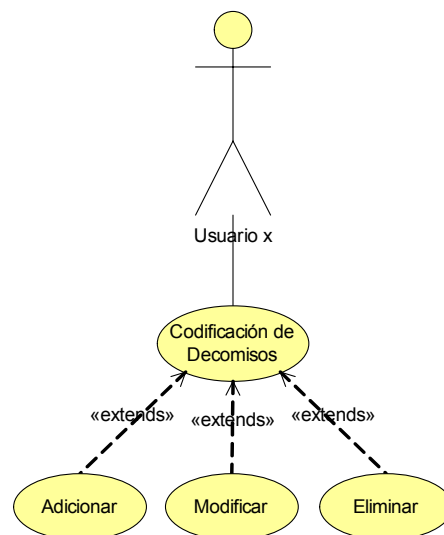 Usuario x
Codificación de
Decomisos
«extends»
«extends»
«extends»
Adicionar
Modificar
Eliminar